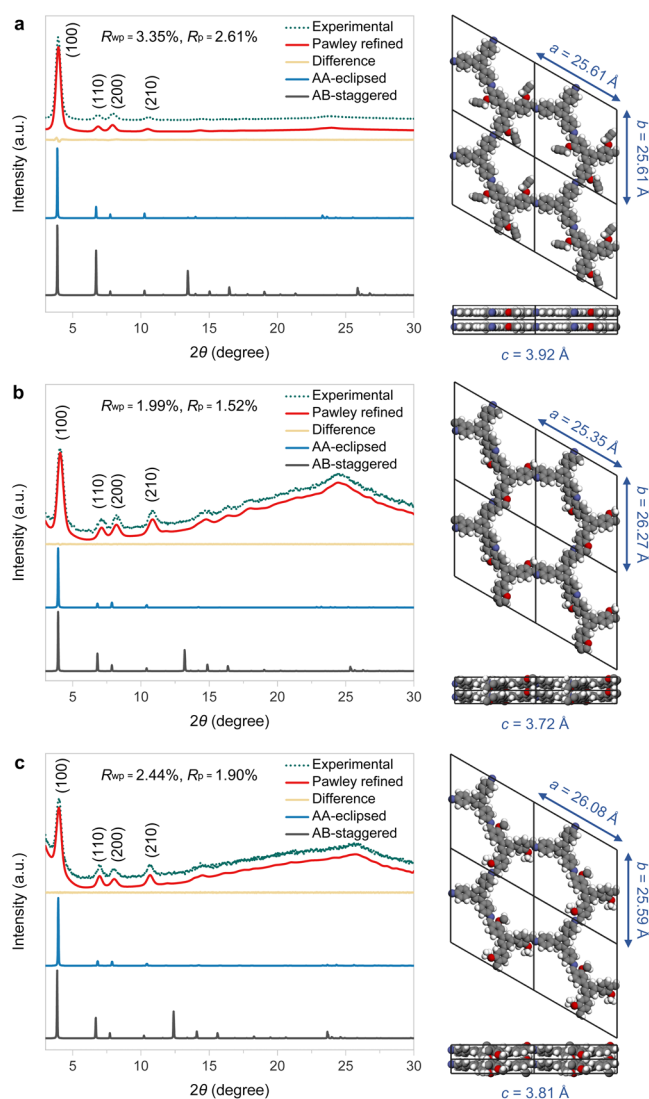 a
Rwp = 3.35%, Rp = 2.61%
Experimental
Pawley refined
Difference
AA-eclipsed
AB-staggered
(100)
(110)
(200)
(210)
Intensity (a.u.)
5 10 15 20 25 30
2θ (degree)
a = 25.61 Å
b = 25.61 Å
c = 3.92 Å
b
Rwp = 1.99%, Rp = 1.52%
Experimental
Pawley refined
Difference
AA-eclipsed
AB-staggered
(100)
(110)
(200)
(210)
Intensity (a.u.)
5 10 15 20 25 30
2θ (degree)
a = 25.35 Å
b = 26.27 Å
c = 3.72 Å
c
Rwp = 2.44%, Rp = 1.90%
Experimental
Pawley refined
Difference
AA-eclipsed
AB-staggered
(100)
(110)
(200)
(210)
Intensity (a.u.)
5 10 15 20 25 30
2θ (degree)
a = 26.08 Å
b = 25.59 Å
c = 3.81 Å